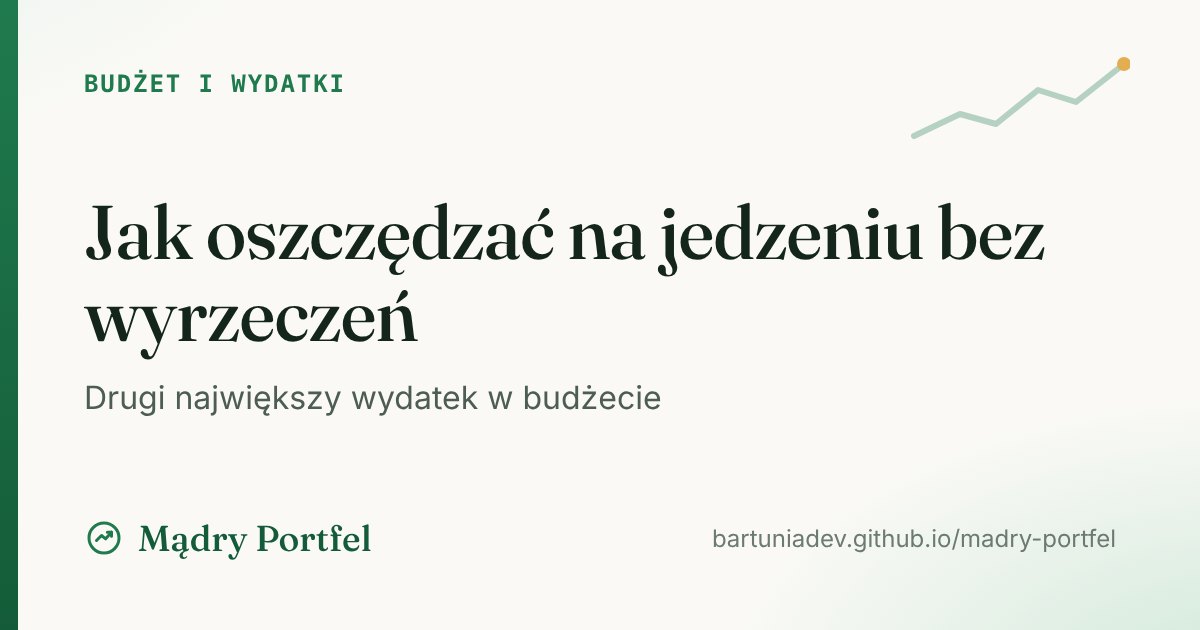 BUDŻET I WYDATKI
Jak oszczędzać na jedzeniu bez
wyrzeczeń
Drugi największy wydatek w budżecie
Mądry Portfel
bartuniadev.github.io/madry-portfel